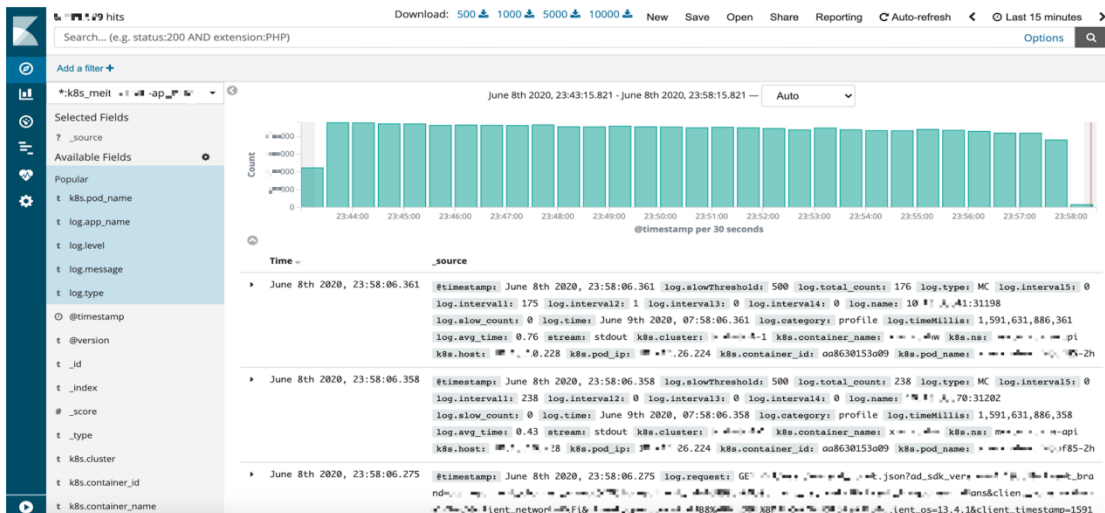 hits
Download: 500 1000 5000 10000 New Save Open Share Reporting Auto-refresh Last 15 minutes
Search... (e.g. status:200 AND extension:PHP)
Options
Add a filter
*:k8s_meit
June 8th 2020, 23:43:15.821 - June 8th 2020, 23:58:15.821 — Auto
Selected Fields
? _source
Available Fields
Popular
t k8s.pod_name
t log.app_name
t log.level
t log.message
t log.type
@timestamp
t @version
t _id
t _index
# _score
t _type
t k8s.cluster
t k8s.container_id
t k8s.container_name
Count
0
23:44:00 23:45:00 23:46:00 23:47:00 23:48:00 23:49:00 23:50:00 23:51:00 23:52:00 23:53:00 23:54:00 23:55:00 23:56:00 23:57:00 23:58:00
@timestamp per 30 seconds
Time _source
June 8th 2020, 23:58:06.361 @timestamp: June 8th 2020, 23:58:06.361 log.slowThreshold: 500 log.total_count: 176 log.type: MC log.interval5: 0
log.interval1: 175 log.interval2: 1 log.interval3: 0 log.interval4: 0 log.name: 10 41:31198
log.slow_count: 0 log.time: June 9th 2020, 07:58:06.361 log.category: profile log.timeMillis: 1,591,631,886,361
log.avg_time: 0.76 stream: stdout k8s.cluster: k8s.container_name: k8s.ns:
k8s.host: .0.228 k8s.pod_ip: .26.224 k8s.container_id: aa8630153a09 k8s.pod_name:
June 8th 2020, 23:58:06.358 @timestamp: June 8th 2020, 23:58:06.358 log.slowThreshold: 500 log.total_count: 238 log.type: MC log.interval5: 0
log.interval1: 238 log.interval2: 0 log.interval3: 0 log.interval4: 0 log.name: 70:31202
log.slow_count: 0 log.time: June 9th 2020, 07:58:06.358 log.category: profile log.timeMillis: 1,591,631,886,358
log.avg_time: 0.43 stream: stdout k8s.cluster: k8s.container_name: k8s.ns: -api
k8s.host: k8s.pod_ip: 26.224 k8s.container_id: aa8630153a09 k8s.pod_name:
June 8th 2020, 23:58:06.275 @timestamp: June 8th 2020, 23:58:06.275 log.request: GET